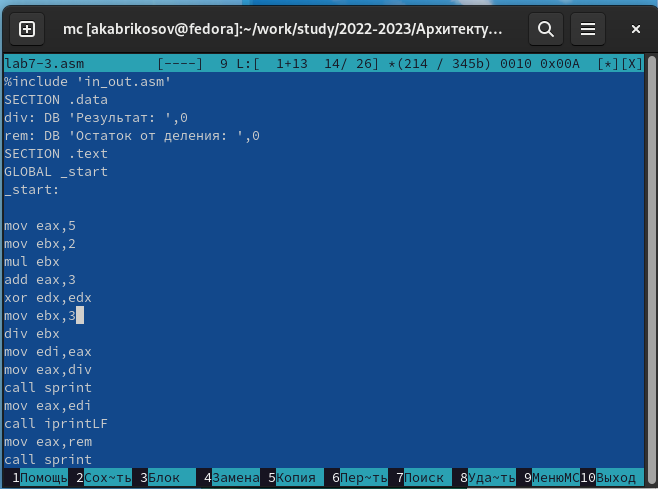 mc [akabrikosov@fedora]:~/work/study/2022-2023/Архитекту...
lab7-3.asm [----] 9 L:[ 1+13 14/ 26] *(214 / 345b) 0010 0x00A [*][X]
%include 'in_out.asm'
SECTION .data
div: DB 'Результат: ',0
rem: DB 'Остаток от деления: ',0
SECTION .text
GLOBAL _start
_start:
mov eax,5
mov ebx,2
mul ebx
add eax,3
xor edx,edx
mov ebx,3
div ebx
mov edi,eax
mov eax,div
call sprint
mov eax,edi
call iprintLF
mov eax,rem
call sprint
1Помощь 2Сох~ть 3Блок 4Замена 5Копия 6Пер~ть 7Поиск 8Уда~ть 9МенюMC 10Выход